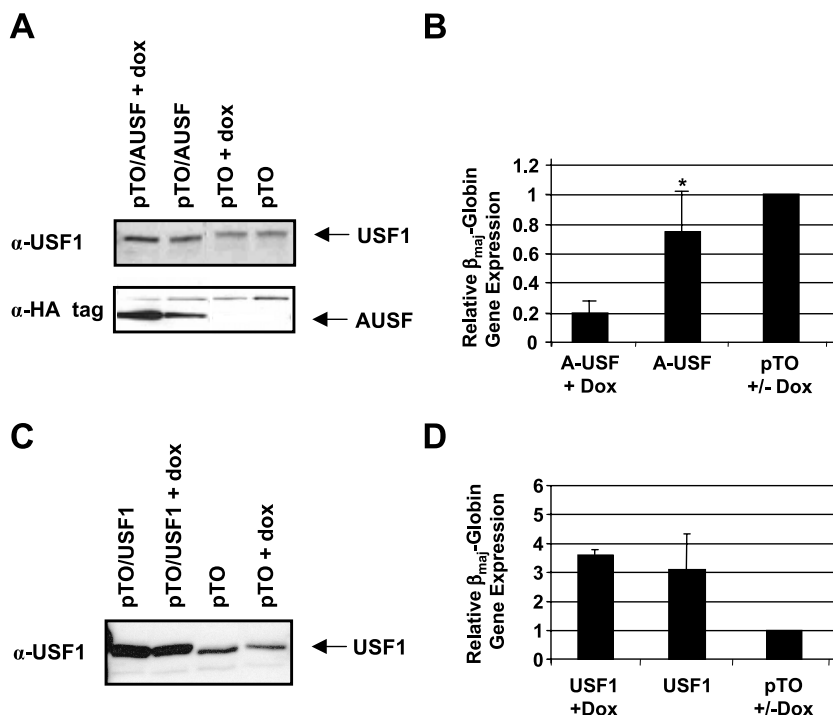 A
pTO/AUSF + dox
pTO/AUSF
pTO + dox
pTO
α-USF1
USF1
α-HA tag
AUSF
B
Relative βmaj-Globin
Gene Expression
1.2
1
0.8
0.6
0.4
0.2
0
*
A-USF
+ Dox
A-USF
pTO
+/- Dox
C
pTO/USF1
pTO/USF1 + dox
pTO
pTO + dox
α-USF1
USF1
D
Relative βmaj-Globin
Gene Expression
6
5
4
3
2
1
0
USF1
+Dox
USF1
pTO
+/-Dox